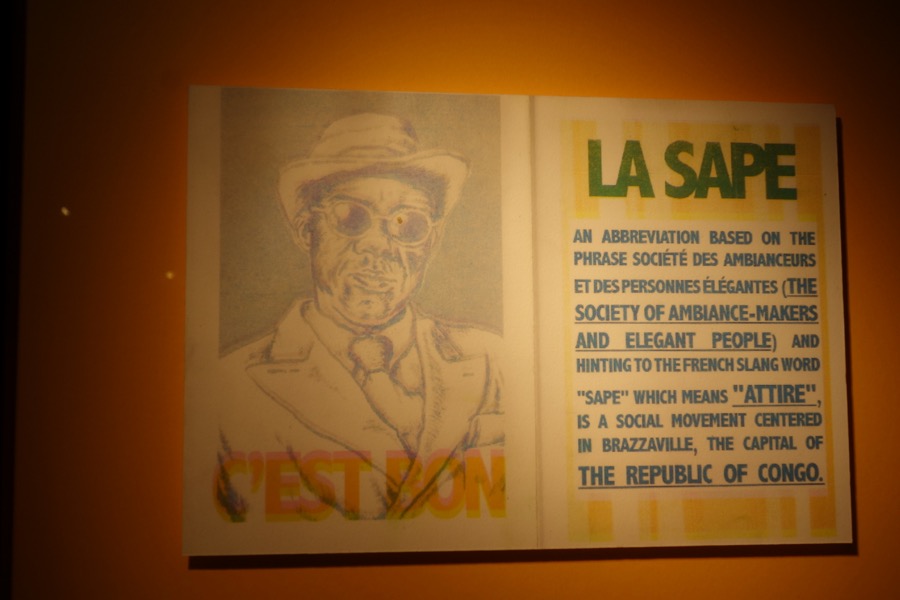 C'EST BON
LA SAPE
AN ABBREVIATION BASED ON THE
PHRASE SOCIÉTÉ DES AMBIANCEURS
ET DES PERSONNES ÉLÉGANTES (THE
SOCIETY OF AMBIANCE-MAKERS
AND ELEGANT PEOPLE) AND
HINTING TO THE FRENCH SLANG WORD
"SAPE" WHICH MEANS "ATTIRE",
IS A SOCIAL MOVEMENT CENTERED
IN BRAZZAVILLE, THE CAPITAL OF
THE REPUBLIC OF CONGO.